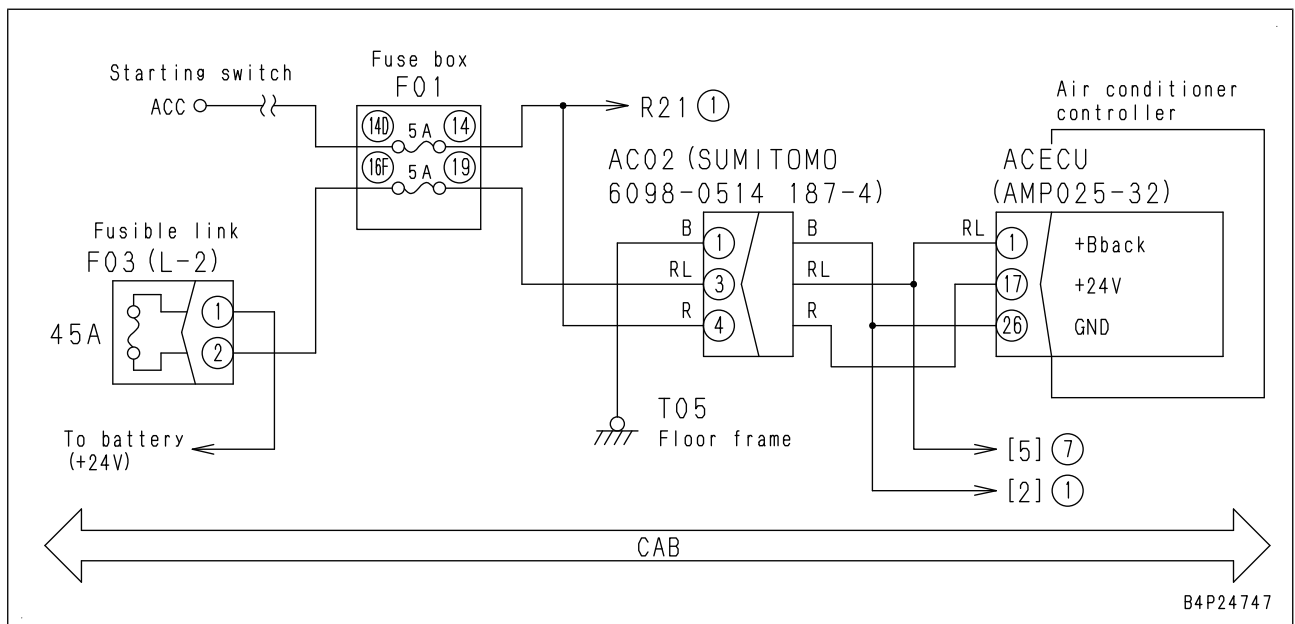 Starting switch
ACC
Fuse box
F01
14D 5A 14
16F 5A 19
R21 1
AC02 (SUMITOMO
6098-0514 187-4)
B 1 B
RL 3 RL
R 4 R
Air conditioner
controller
ACECU
(AMP025-32)
RL 1 +Bback
17 +24V
26 GND
Fusible link
F03 (L-2)
45A
1
2
To battery
(+24V)
T05
Floor frame
[5] 7
[2] 1
CAB
B4P24747